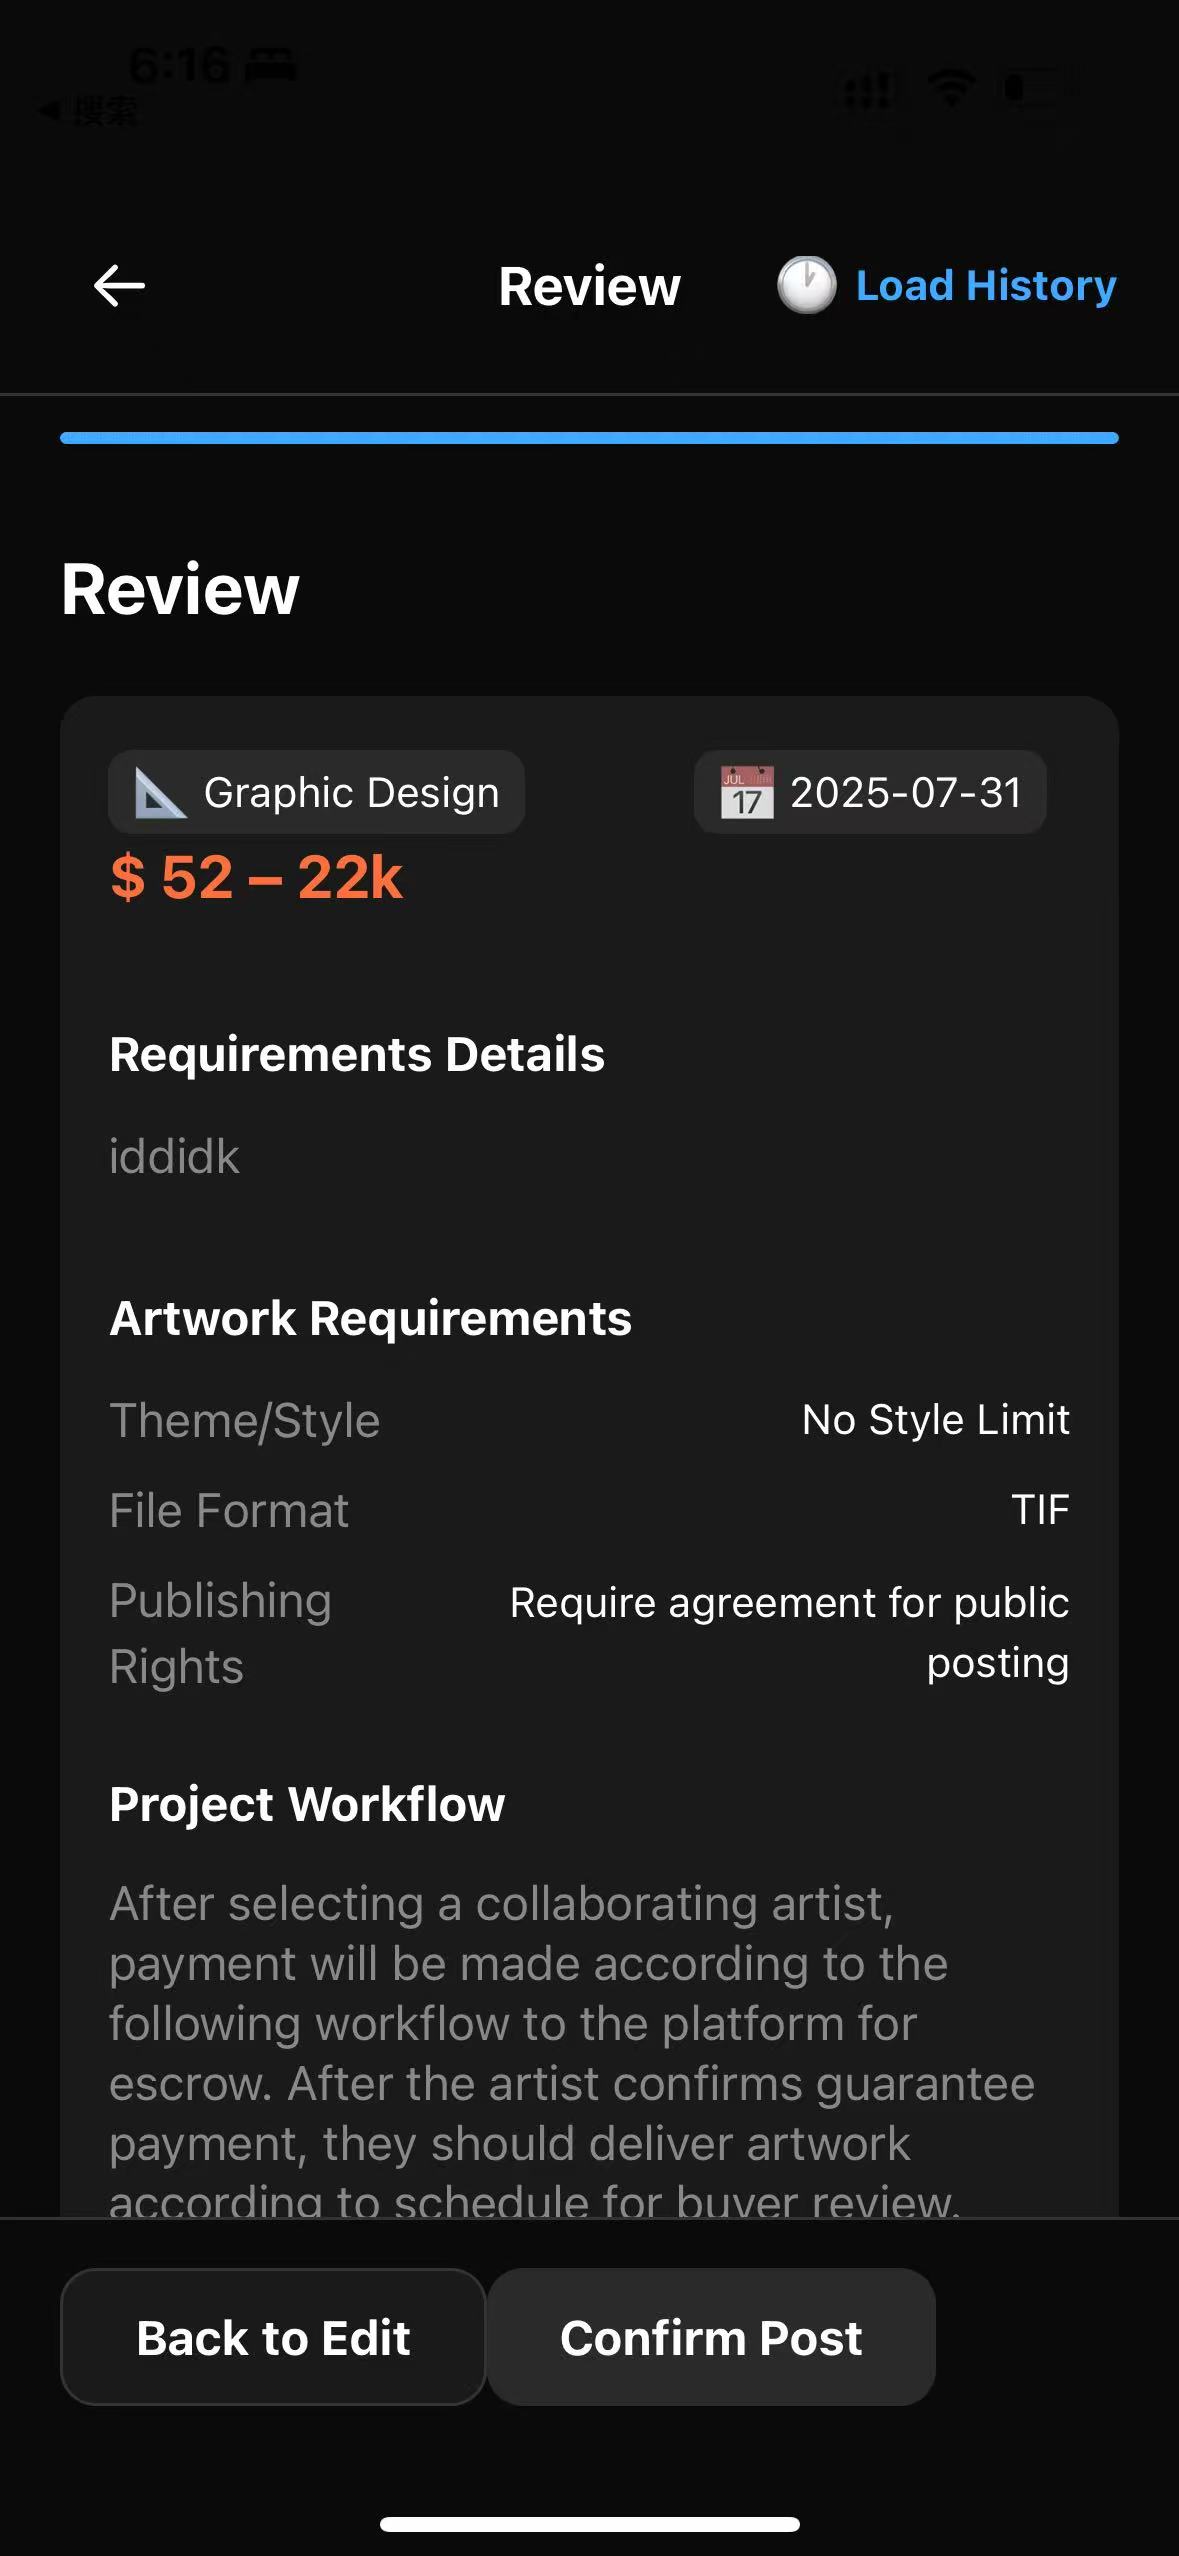 6:16
◀ 搜索
Review
Load History
Review
Graphic Design
JUL
17
2025-07-31
$ 52 – 22k
Requirements Details
iddidk
Artwork Requirements
Theme/Style
No Style Limit
File Format
TIF
Publishing
Rights
Require agreement for public
posting
Project Workflow
After selecting a collaborating artist,
payment will be made according to the
following workflow to the platform for
escrow. After the artist confirms guarantee
payment, they should deliver artwork
according to schedule for buyer review.
Back to Edit
Confirm Post